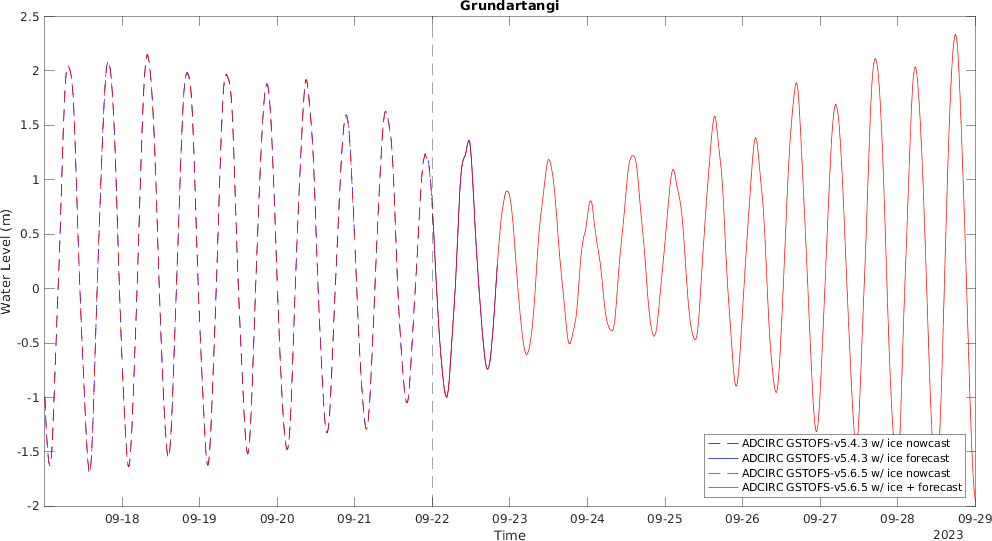 Grundartangi
2.5
2
1.5
1
0.5
0
-0.5
-1
-1.5
-2
Water Level (m)
ADCIRC GSTOFS-v5.4.3 w/ ice nowcast
ADCIRC GSTOFS-v5.4.3 w/ ice forecast
ADCIRC GSTOFS-v5.6.5 w/ ice nowcast
ADCIRC GSTOFS-v5.6.5 w/ ice + forecast
09-18 09-19 09-20 09-21 09-22 09-23 09-24 09-25 09-26 09-27 09-28 09-29
Time
2023